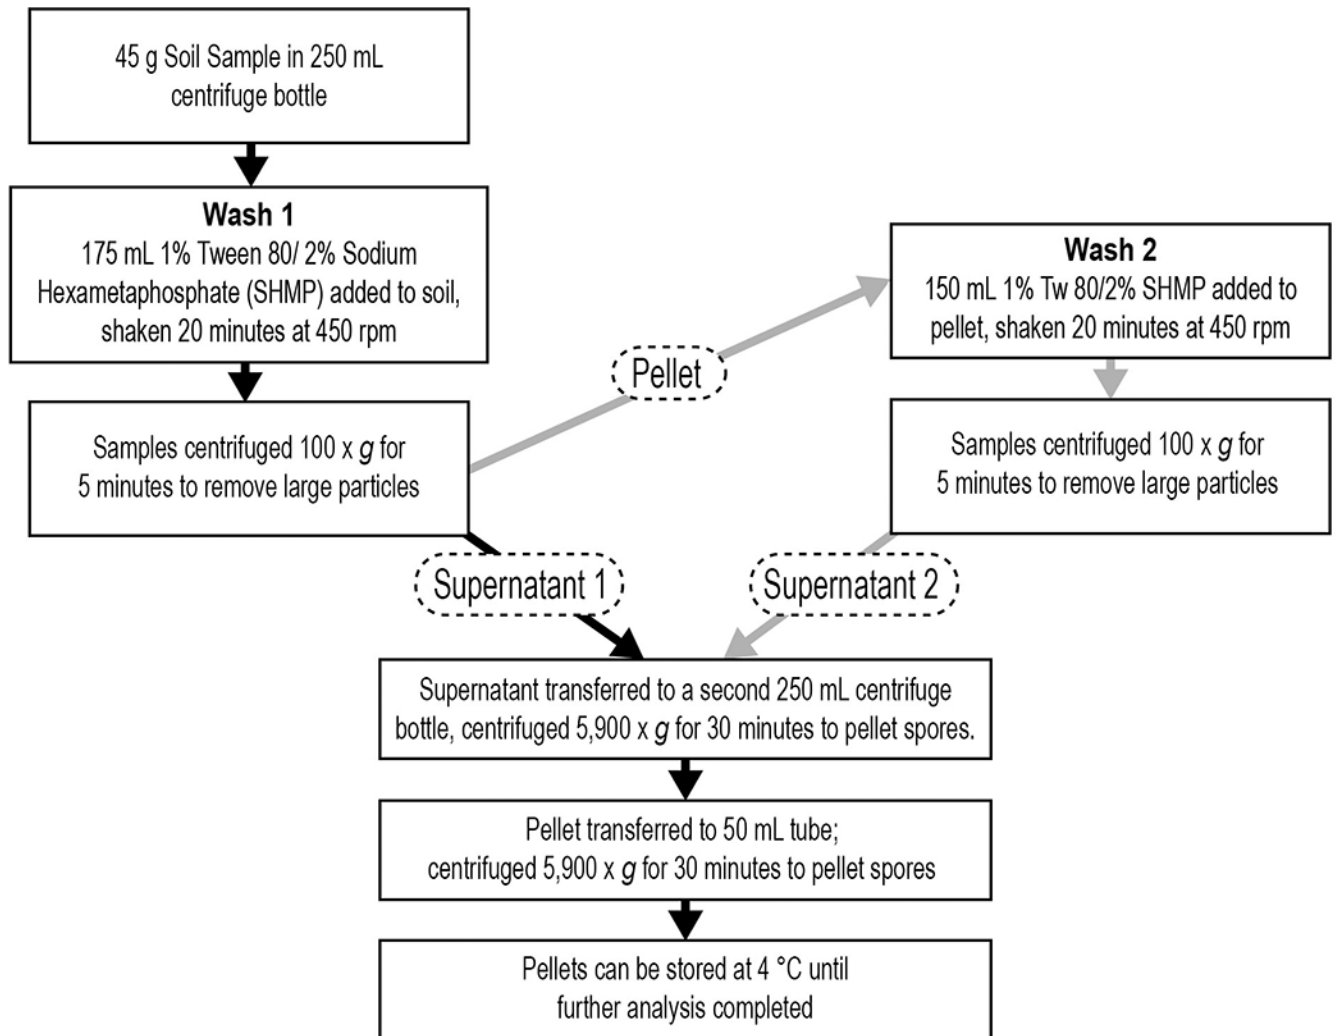 45 g Soil Sample in 250 mL
centrifuge bottle
Wash 1
175 mL 1% Tween 80/ 2% Sodium
Hexametaphosphate (SHMP) added to soil,
shaken 20 minutes at 450 rpm
Samples centrifuged 100 x g for
5 minutes to remove large particles
Pellet
Wash 2
150 mL 1% Tw 80/2% SHMP added to
pellet, shaken 20 minutes at 450 rpm
Samples centrifuged 100 x g for
5 minutes to remove large particles
Supernatant 1
Supernatant 2
Supernatant transferred to a second 250 mL centrifuge
bottle, centrifuged 5,900 x g for 30 minutes to pellet spores.
Pellet transferred to 50 mL tube;
centrifuged 5,900 x g for 30 minutes to pellet spores
Pellets can be stored at 4 °C until
further analysis completed